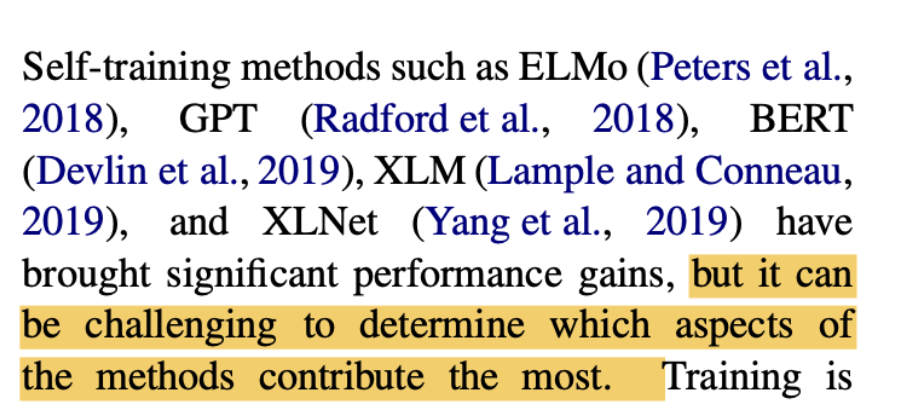 Self-training methods such as ELMo (Peters et al.,
2018), GPT (Radford et al., 2018), BERT
(Devlin et al., 2019), XLM (Lample and Conneau,
2019), and XLNet (Yang et al., 2019) have
brought significant performance gains, but it can
be challenging to determine which aspects of
the methods contribute the most. Training is